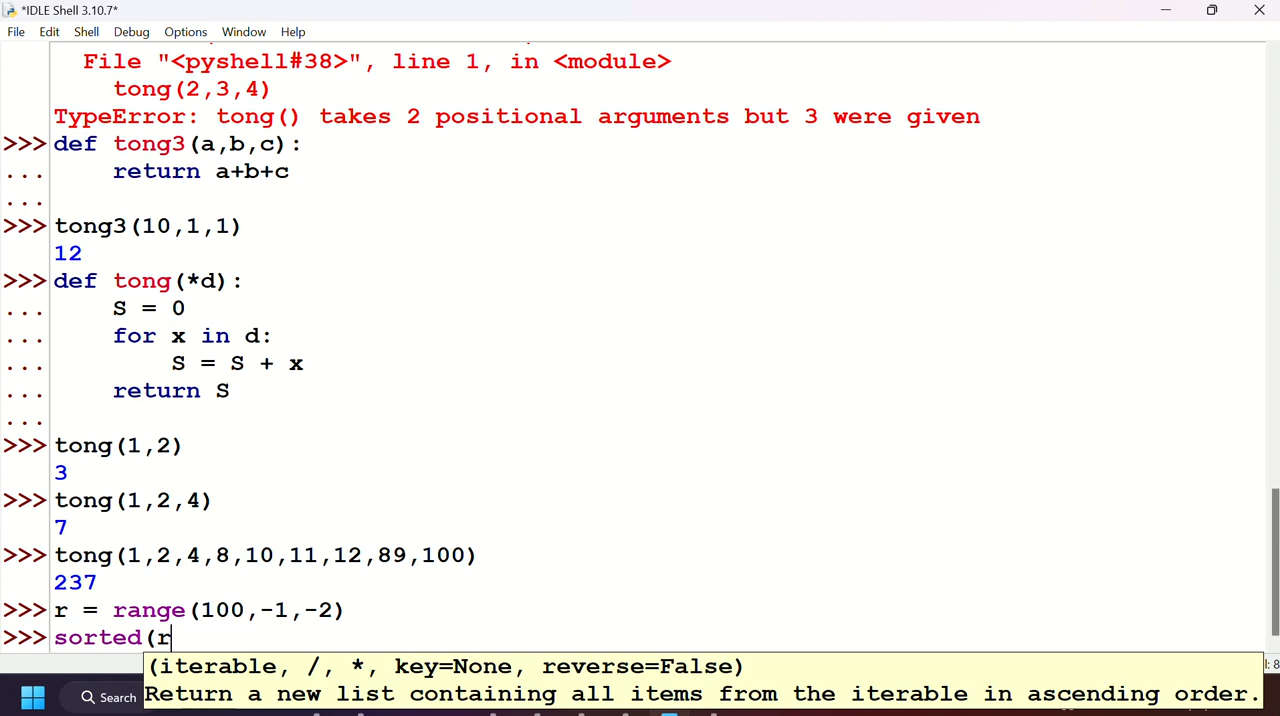 *IDLE Shell 3.10.7*
File Edit Shell Debug Options Window Help
File "<pyshell#38>", line 1, in <module>
tong(2,3,4)
TypeError: tong() takes 2 positional arguments but 3 were given
>>> def tong3(a,b,c):
... return a+b+c
...
>>> tong3(10,1,1)
12
>>> def tong(*d):
... S = 0
... for x in d:
... S = S + x
... return S
...
>>> tong(1,2)
3
>>> tong(1,2,4)
7
>>> tong(1,2,4,8,10,11,12,89,100)
237
>>> r = range(100,-1,-2)
>>> sorted(r
(iterable, /, *, key=None, reverse=False)
Return a new list containing all items from the iterable in ascending order.
Search